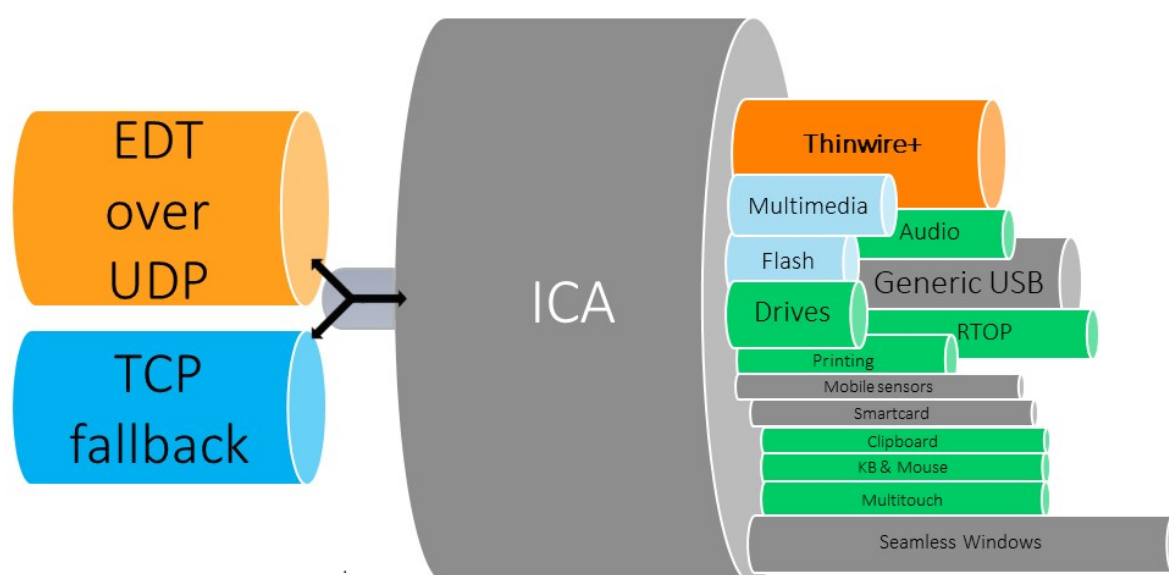 EDT
over
UDP
TCP
fallback
ICA
Thinwire+
Multimedia
Audio
Flash
Generic USB
Drives
RTOP
Printing
Mobile sensors
Smartcard
Clipboard
KB & Mouse
Multitouch
Seamless Windows